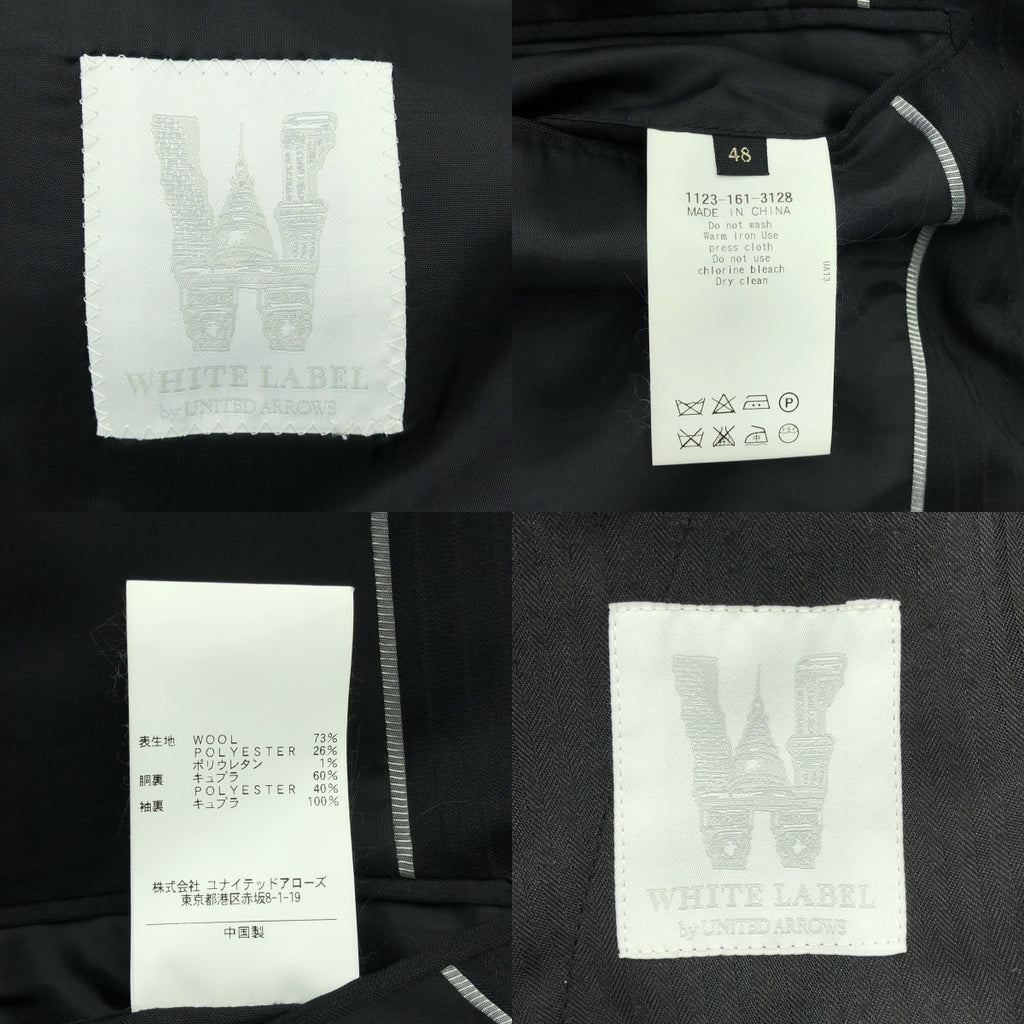 WHITE LABEL
by UNITED ARROWS
48
1123-161-3128
MADE IN CHINA
Do not wash
Warm iron Use
press cloth
Do not use
chlorine bleach
Dry clean
UA13
P
中
表生地 WOOL 73%
POLYESTER 26%
ポリウレタン 1%
胴裏 キュプラ 60%
POLYESTER 40%
袖裏 キュプラ 100%
株式会社 ユナイテッドアローズ
東京都港区赤坂8-1-19
中国製
WHITE LABEL
by UNITED ARROWS